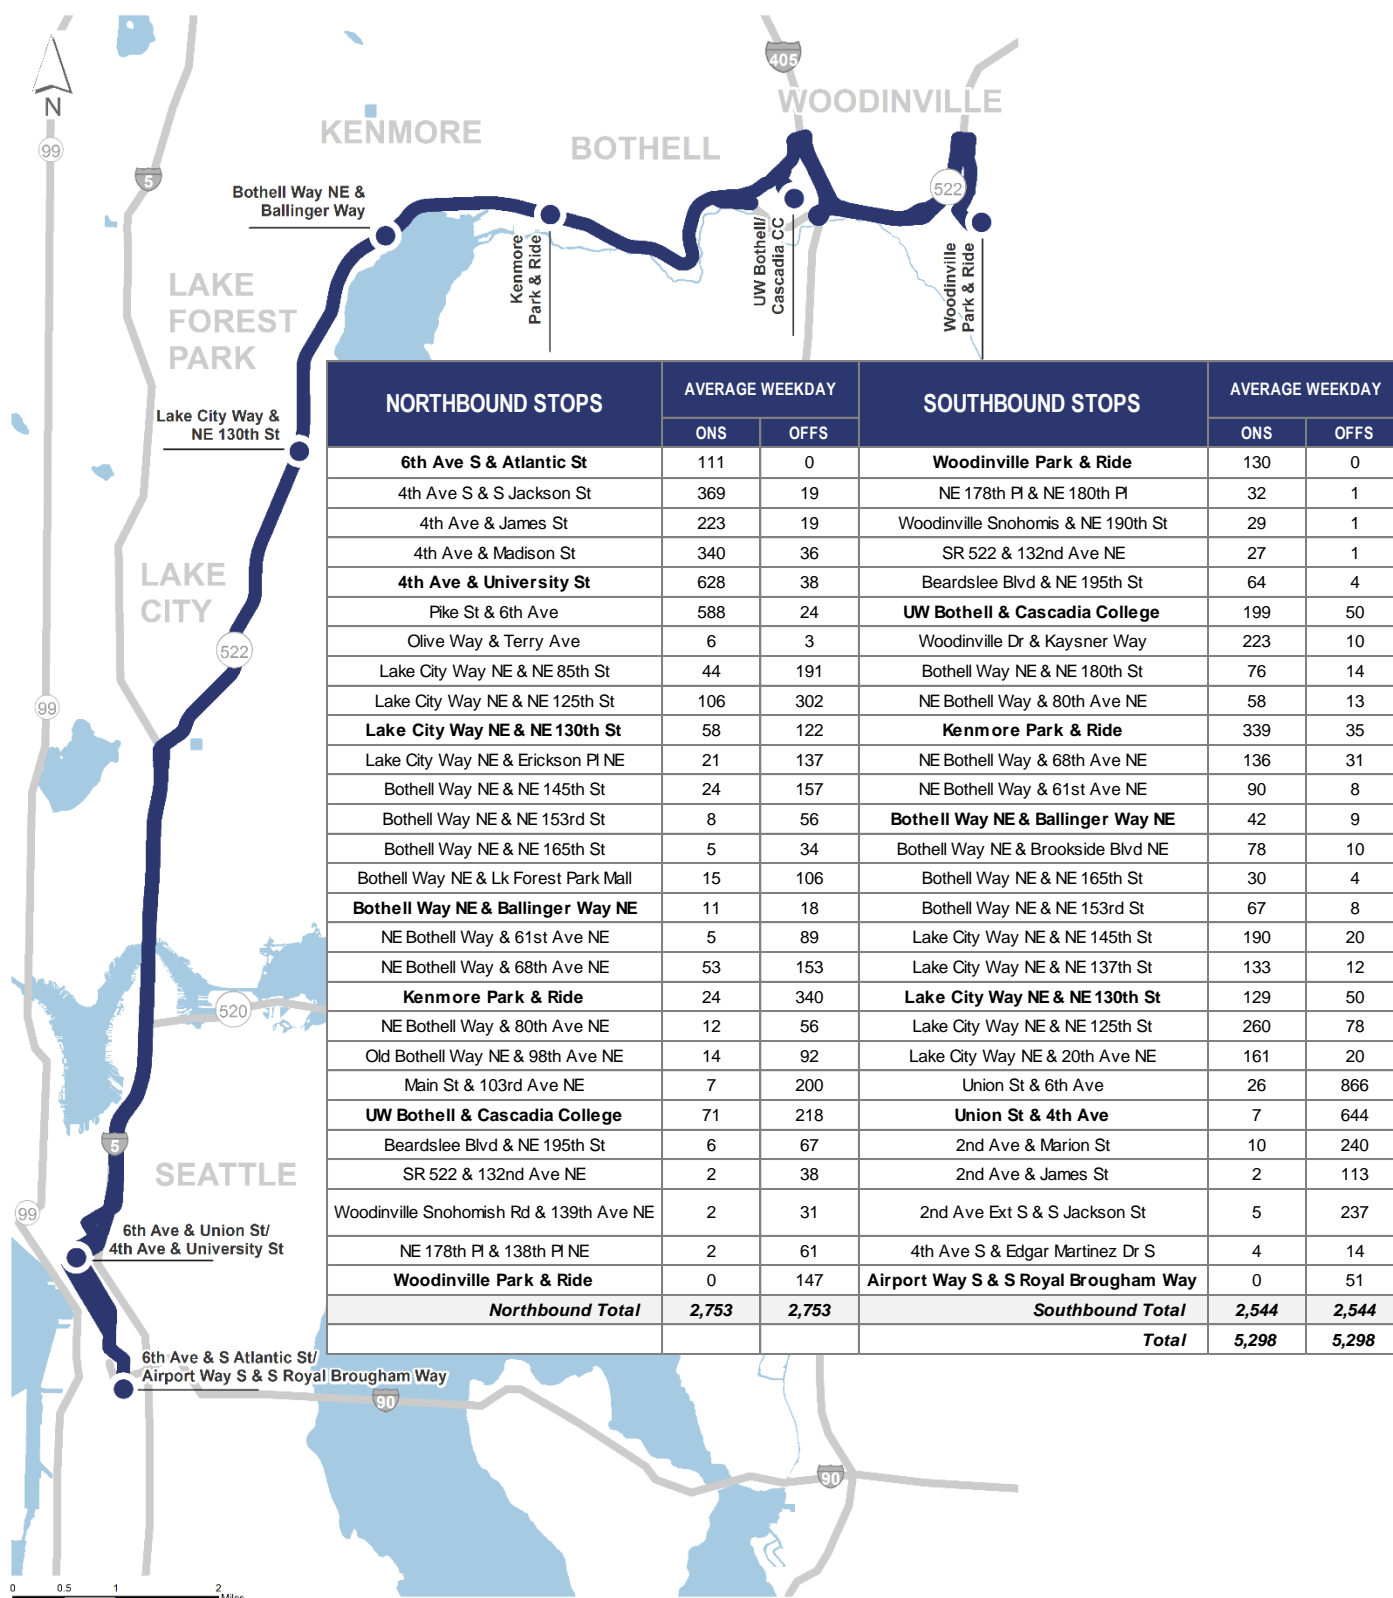 N
99
5
KENMORE
BOTHELL
405
WOODINVILLE
522
Bothell Way NE &
Ballinger Way
Kenmore
Park & Ride
UW Bothell/
Cascadia CC
Woodinville
Park & Ride
LAKE
FOREST
PARK
Lake City Way &
NE 130th St
LAKE
CITY
522
99
520
5
SEATTLE
99
6th Ave & Union St/
4th Ave & University St
6th Ave & S Atlantic St/
Airport Way S & S Royal Brougham Way
90
90
0 0.5 1 2
Miles
NORTHBOUND STOPS AVERAGE WEEKDAY SOUTHBOUND STOPS AVERAGE WEEKDAY
ONS OFFS ONS OFFS
6th Ave S & Atlantic St 111 0 Woodinville Park & Ride 130 0
4th Ave S & S Jackson St 369 19 NE 178th Pl & NE 180th Pl 32 1
4th Ave & James St 223 19 Woodinville Snohomis & NE 190th St 29 1
4th Ave & Madison St 340 36 SR 522 & 132nd Ave NE 27 1
4th Ave & University St 628 38 Beardslee Blvd & NE 195th St 64 4
Pike St & 6th Ave 588 24 UW Bothell & Cascadia College 199 50
Olive Way & Terry Ave 6 3 Woodinville Dr & Kaysner Way 223 10
Lake City Way NE & NE 85th St 44 191 Bothell Way NE & NE 180th St 76 14
Lake City Way NE & NE 125th St 106 302 NE Bothell Way & 80th Ave NE 58 13
Lake City Way NE & NE 130th St 58 122 Kenmore Park & Ride 339 35
Lake City Way NE & Erickson Pl NE 21 137 NE Bothell Way & 68th Ave NE 136 31
Bothell Way NE & NE 145th St 24 157 NE Bothell Way & 61st Ave NE 90 8
Bothell Way NE & NE 153rd St 8 56 Bothell Way NE & Ballinger Way NE 42 9
Bothell Way NE & NE 165th St 5 34 Bothell Way NE & Brookside Blvd NE 78 10
Bothell Way NE & Lk Forest Park Mall 15 106 Bothell Way NE & NE 165th St 30 4
Bothell Way NE & Ballinger Way NE 11 18 Bothell Way NE & NE 153rd St 67 8
NE Bothell Way & 61st Ave NE 5 89 Lake City Way NE & NE 145th St 190 20
NE Bothell Way & 68th Ave NE 53 153 Lake City Way NE & NE 137th St 133 12
Kenmore Park & Ride 24 340 Lake City Way NE & NE 130th St 129 50
NE Bothell Way & 80th Ave NE 12 56 Lake City Way NE & NE 125th St 260 78
Old Bothell Way NE & 98th Ave NE 14 92 Lake City Way NE & 20th Ave NE 161 20
Main St & 103rd Ave NE 7 200 Union St & 6th Ave 26 866
UW Bothell & Cascadia College 71 218 Union St & 4th Ave 7 644
Beardslee Blvd & NE 195th St 6 67 2nd Ave & Marion St 10 240
SR 522 & 132nd Ave NE 2 38 2nd Ave & James St 2 113
Woodinville Snohomish Rd & 139th Ave NE 2 31 2nd Ave Ext S & S Jackson St 5 237
NE 178th Pl & 138th Pl NE 2 61 4th Ave S & Edgar Martinez Dr S 4 14
Woodinville Park & Ride 0 147 Airport Way S & S Royal Brougham Way 0 51
Northbound Total 2,753 2,753 Southbound Total 2,544 2,544
Total 5,298 5,298